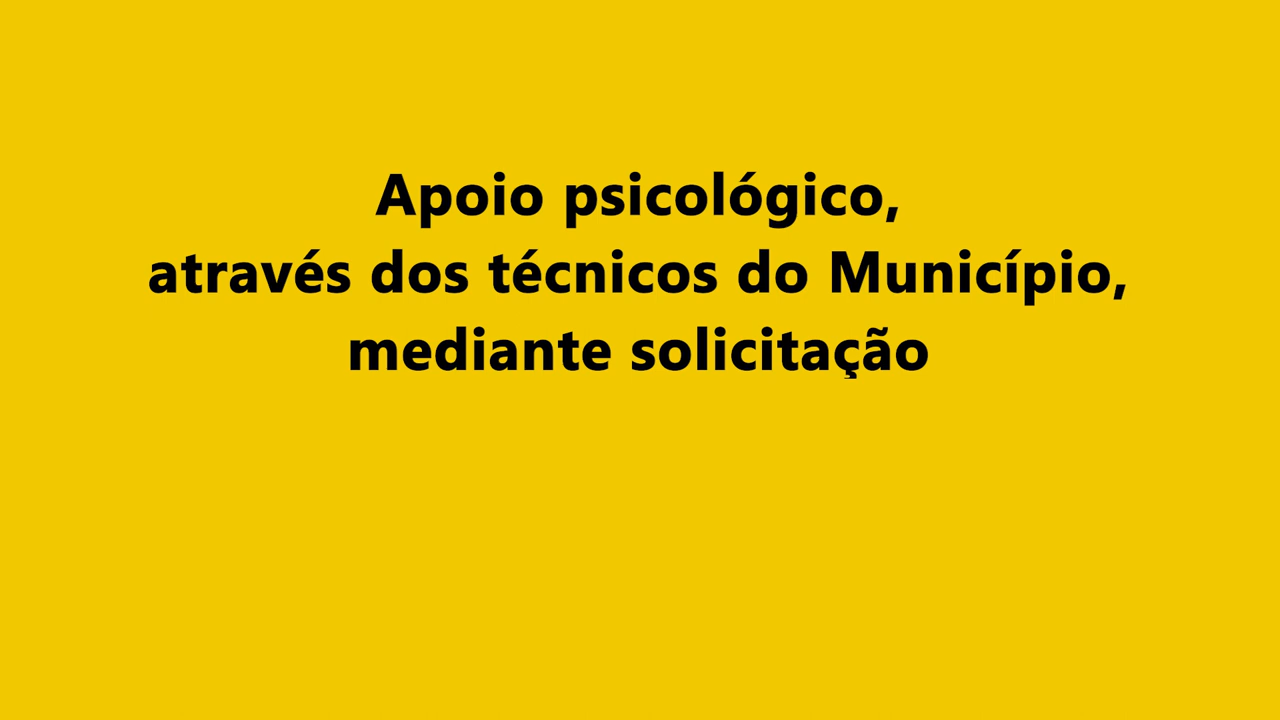 Apoio psicológico,
através dos técnicos do Município,
mediante solicitação